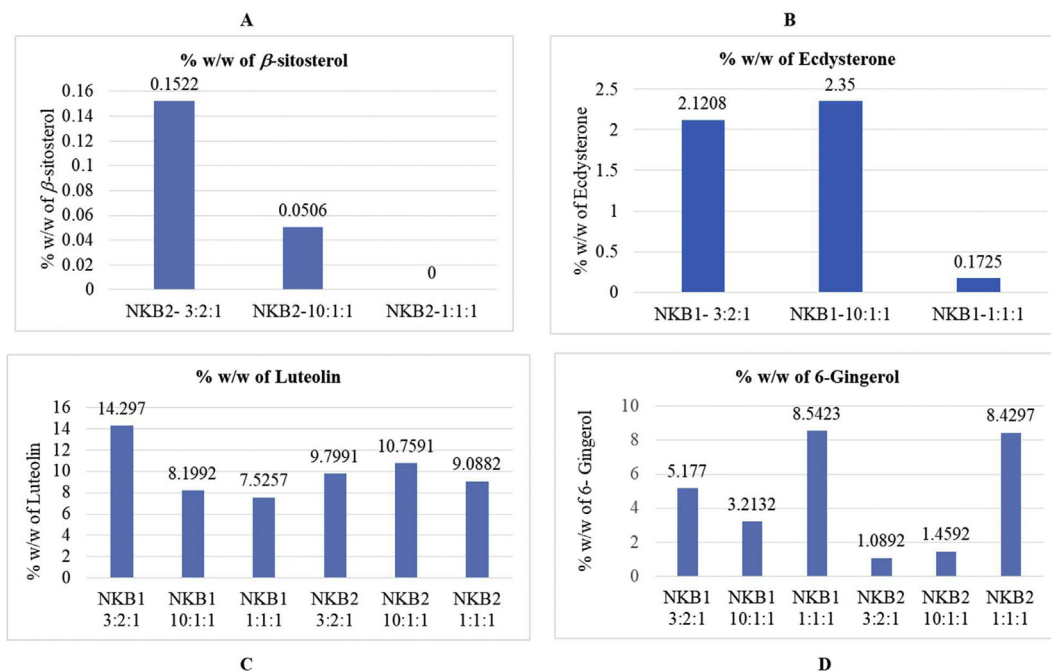 A
B
% w/w of β-sitosterol
% w/w of β-sitosterol
0.16
0.14
0.12
0.1
0.08
0.06
0.04
0.02
0
0.1522
0.0506
0
NKB2- 3:2:1
NKB2-10:1:1
NKB2-1:1:1
% w/w of Ecdysterone
% w/w of Ecdysterone
2.5
2
1.5
1
0.5
0
2.1208
2.35
0.1725
NKB1- 3:2:1
NKB1-10:1:1
NKB1-1:1:1
% w/w of Luteolin
% w/w of Luteolin
16
14
12
10
8
6
4
2
0
14.297
8.1992
7.5257
9.7991
10.7591
9.0882
NKB1 3:2:1
NKB1 10:1:1
NKB1 1:1:1
NKB2 3:2:1
NKB2 10:1:1
NKB2 1:1:1
% w/w of 6-Gingerol
% w/w of 6- Gingerol
10
8
6
4
2
0
5.177
3.2132
8.5423
1.0892
1.4592
8.4297
NKB1 3:2:1
NKB1 10:1:1
NKB1 1:1:1
NKB2 3:2:1
NKB2 10:1:1
NKB2 1:1:1
C
D